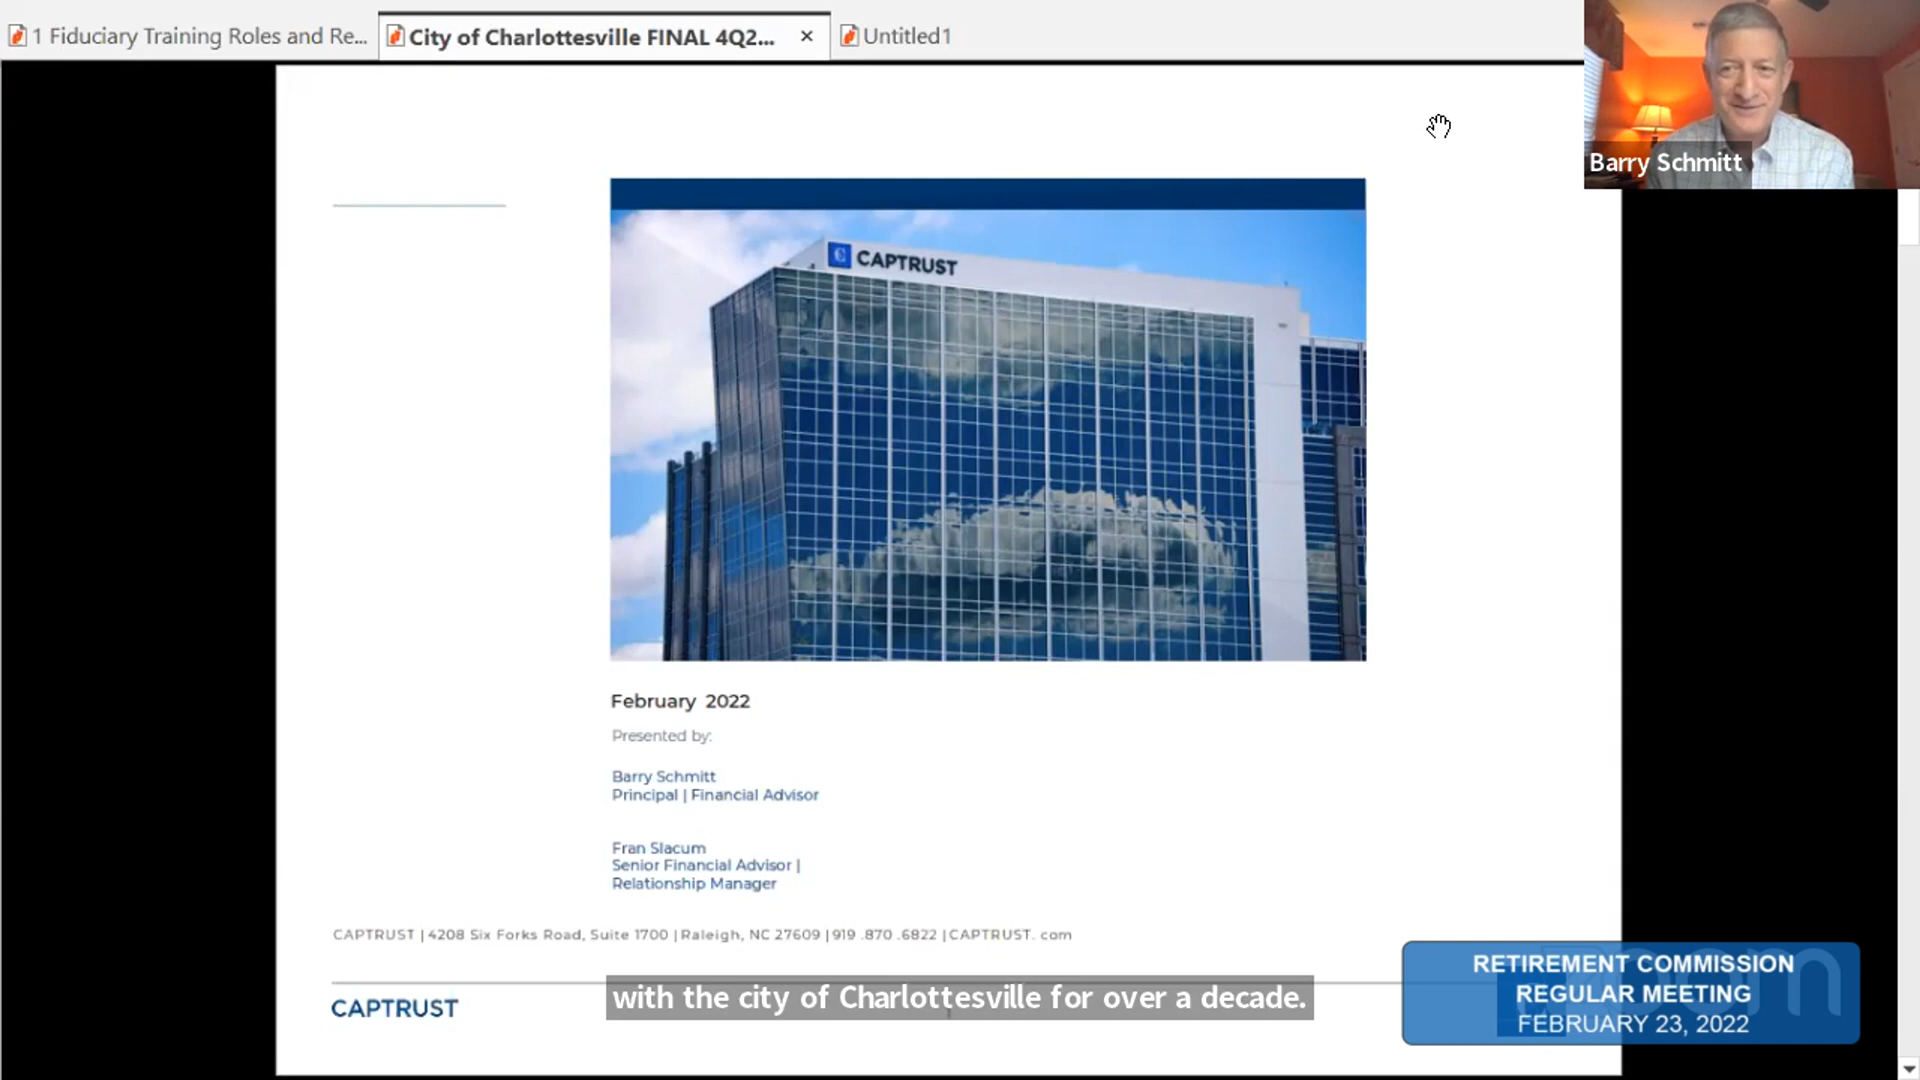 1 Fiduciary Training Roles and Re...
City of Charlottesville FINAL 4Q2...
Untitled1
Barry Schmitt
CAPTRUST
February 2022
Presented by:
Barry Schmitt
Principal | Financial Advisor
Fran Slacum
Senior Financial Advisor |
Relationship Manager
CAPTRUST | 4208 Six Forks Road, Suite 1700 | Raleigh, NC 27609 | 919 .870 .6822 | CAPTRUST. com
CAPTRUST
with the city of Charlottesville for over a decade.
zoom
RETIREMENT COMMISSION
REGULAR MEETING
FEBRUARY 23, 2022